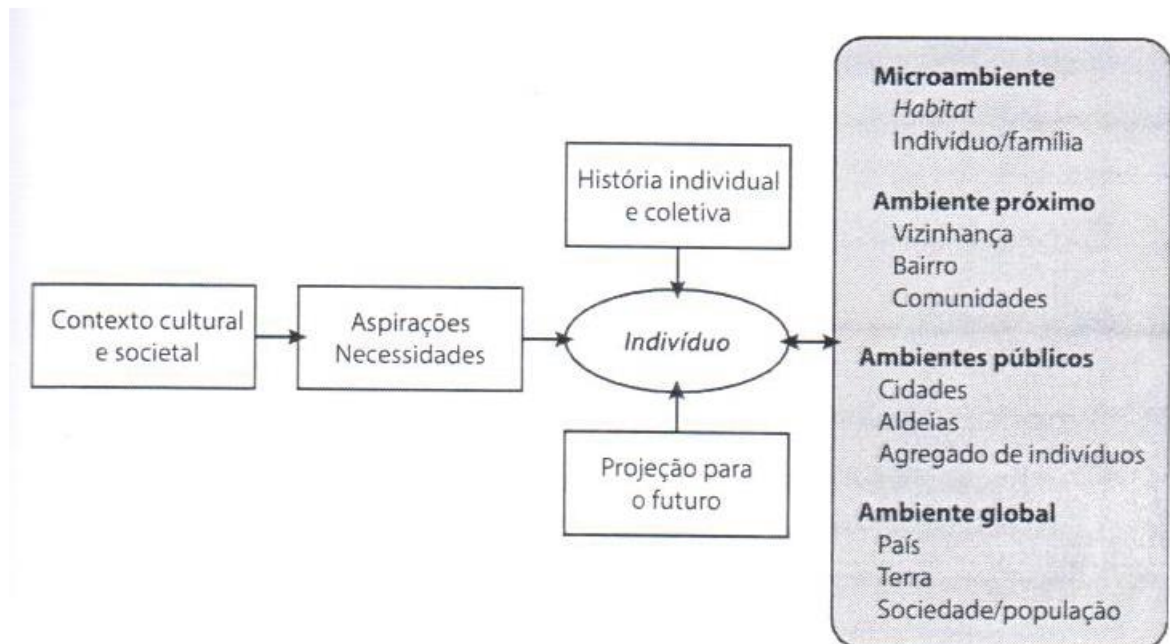 Contexto cultural
e societal
Aspirações
Necessidades
História individual
e coletiva
Indivíduo
Projeção para
o futuro
Microambiente
Habitat
Indivíduo/família
Ambiente próximo
Vizinhança
Bairro
Comunidades
Ambientes públicos
Cidades
Aldeias
Agregado de indivíduos
Ambiente global
País
Terra
Sociedade/população